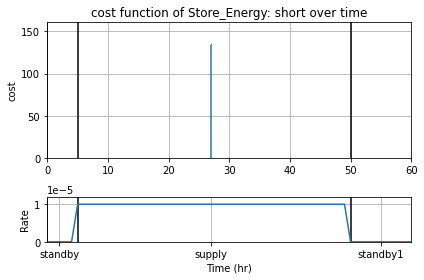 cost function of Store_Energy: short over time
150
100
50
0
cost
0 10 20 30 40 50 60
1e−5
1
0
Rate
standby supply standby1
Time (hr)